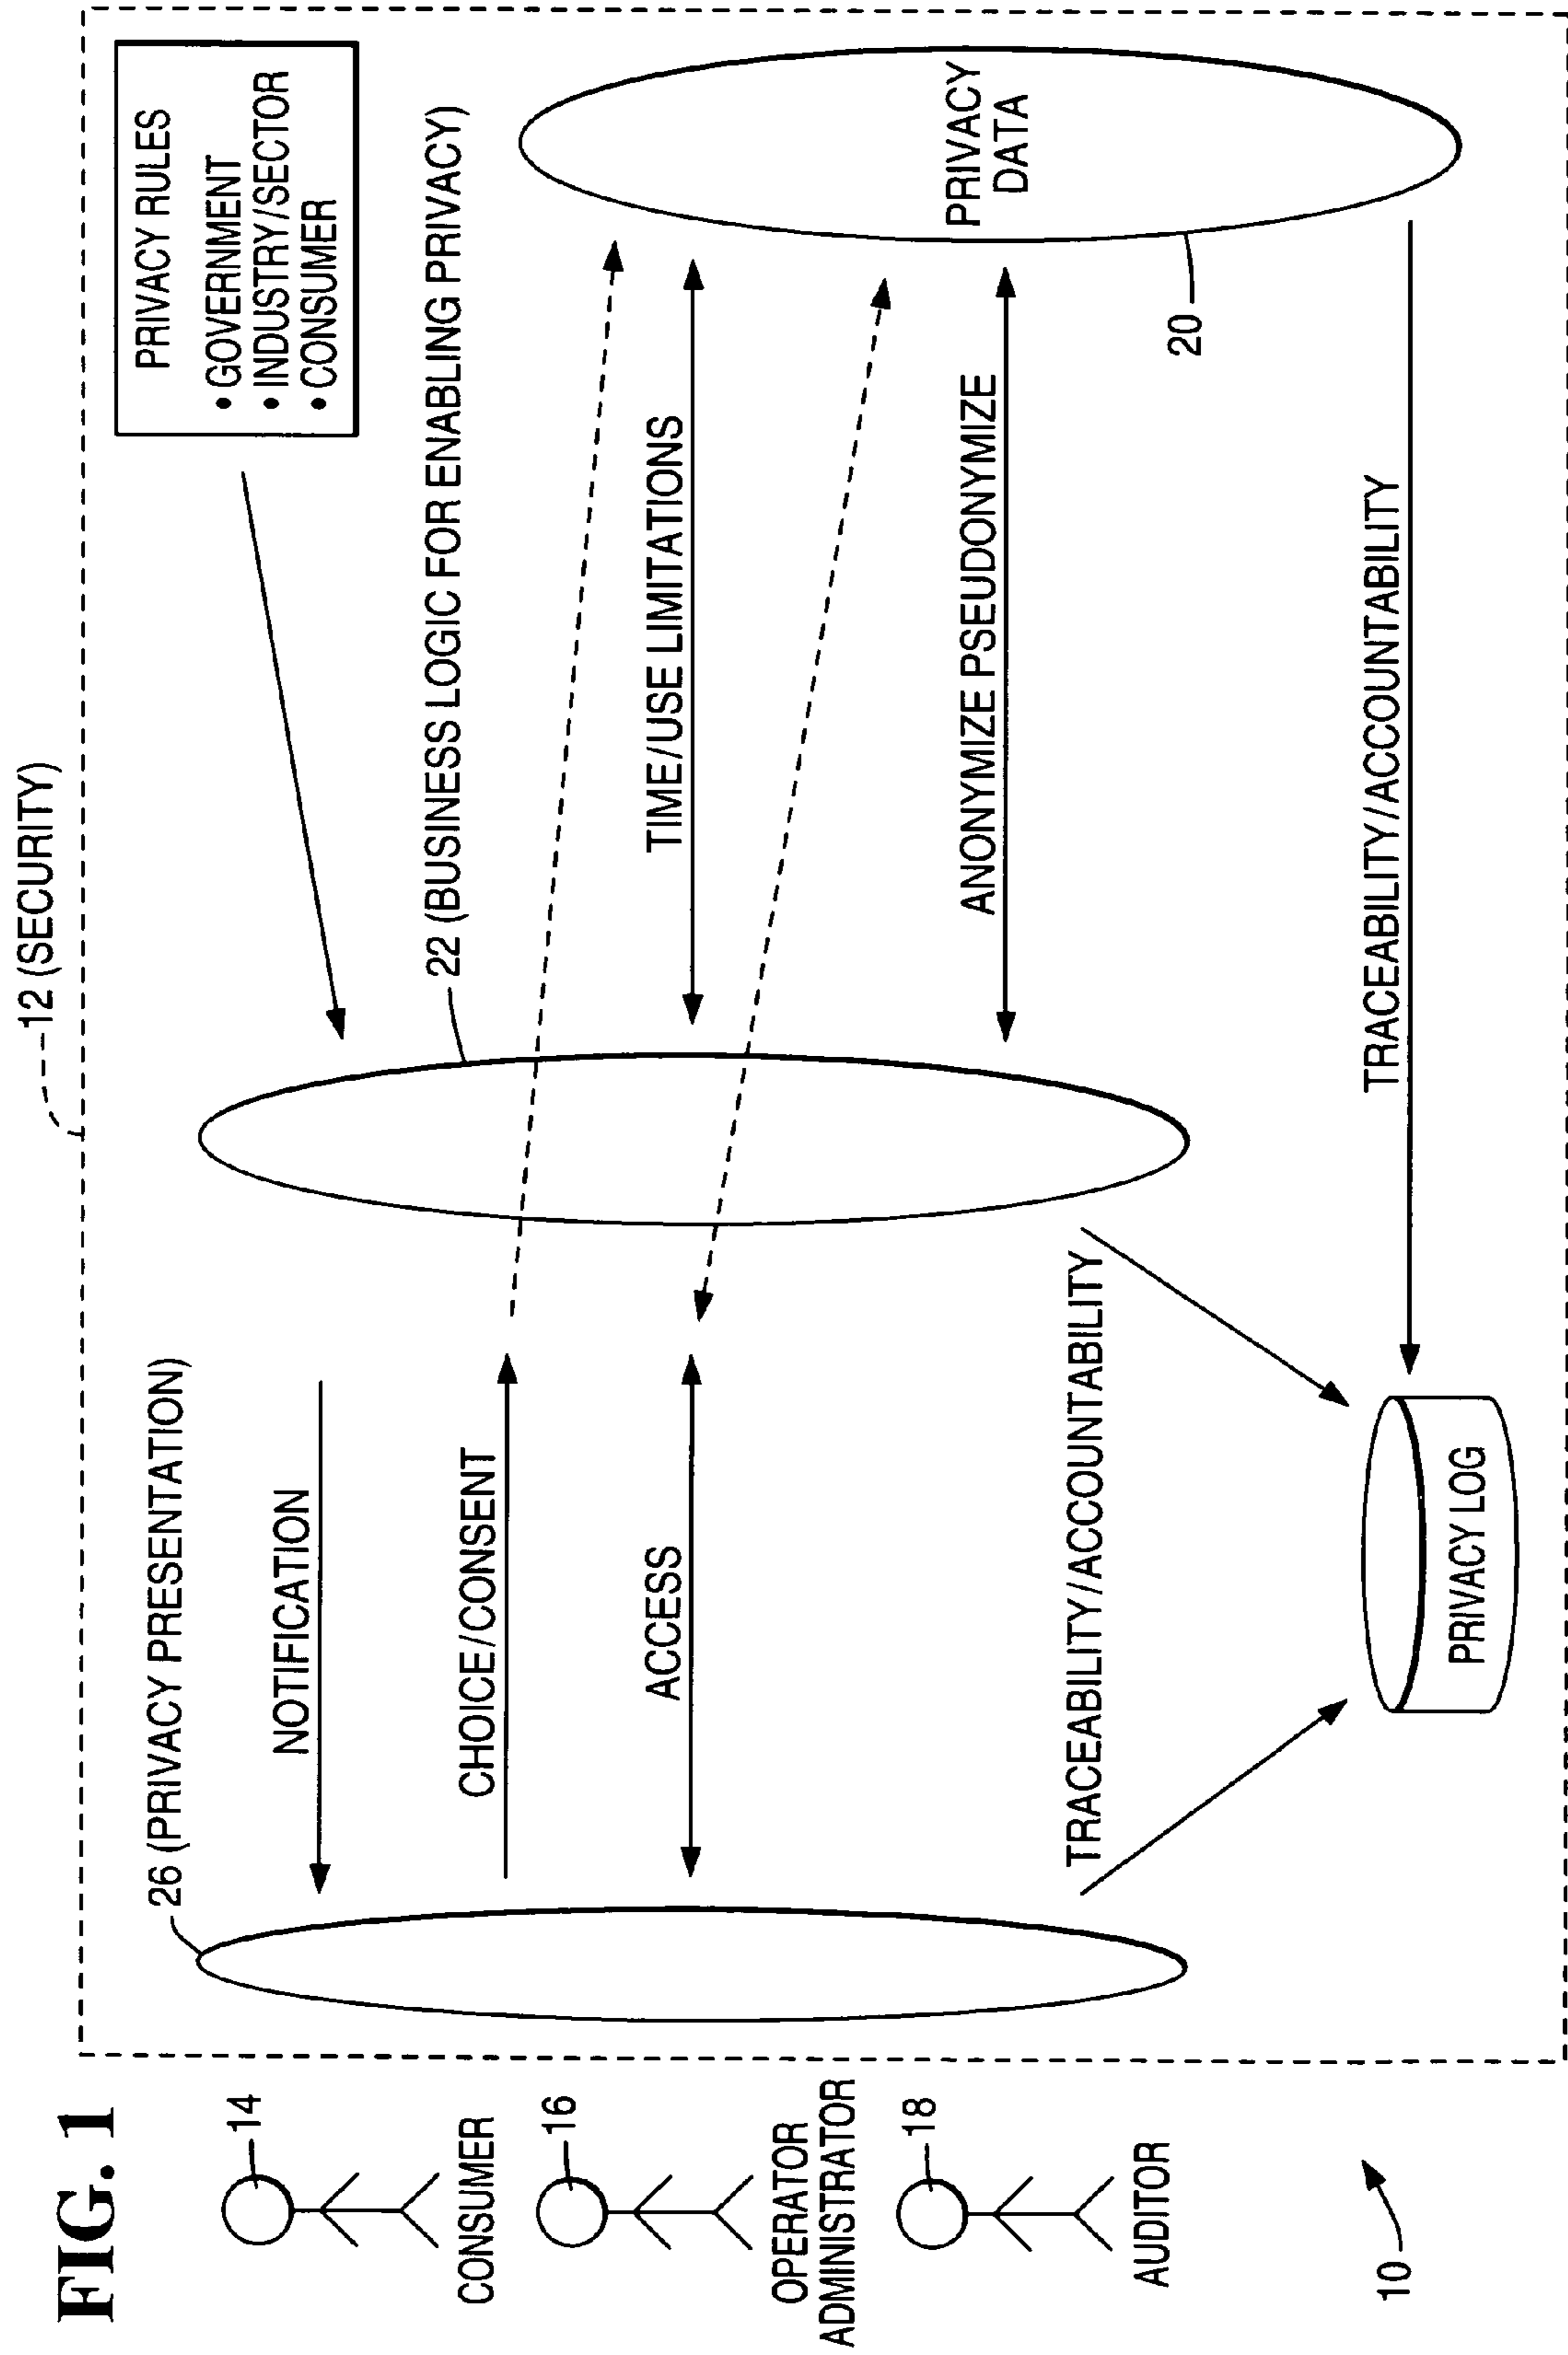 FIG. 1
12 (SECURITY)
14
CONSUMER
16
OPERATOR
ADMINISTRATOR
18
AUDITOR
10
26 (PRIVACY PRESENTATION)
NOTIFICATION
CHOICE/CONSENT
ACCESS
TRACEABILITY/ACCOUNTABILITY
PRIVACY LOG
22 (BUSINESS LOGIC FOR ENABLING PRIVACY)
TIME/USE LIMITATIONS
ANONYMIZE PSEUDONYMIZE
TRACEABILITY/ACCOUNTABILITY
PRIVACY RULES
• GOVERNMENT
• INDUSTRY/SECTOR
• CONSUMER
PRIVACY
DATA
20